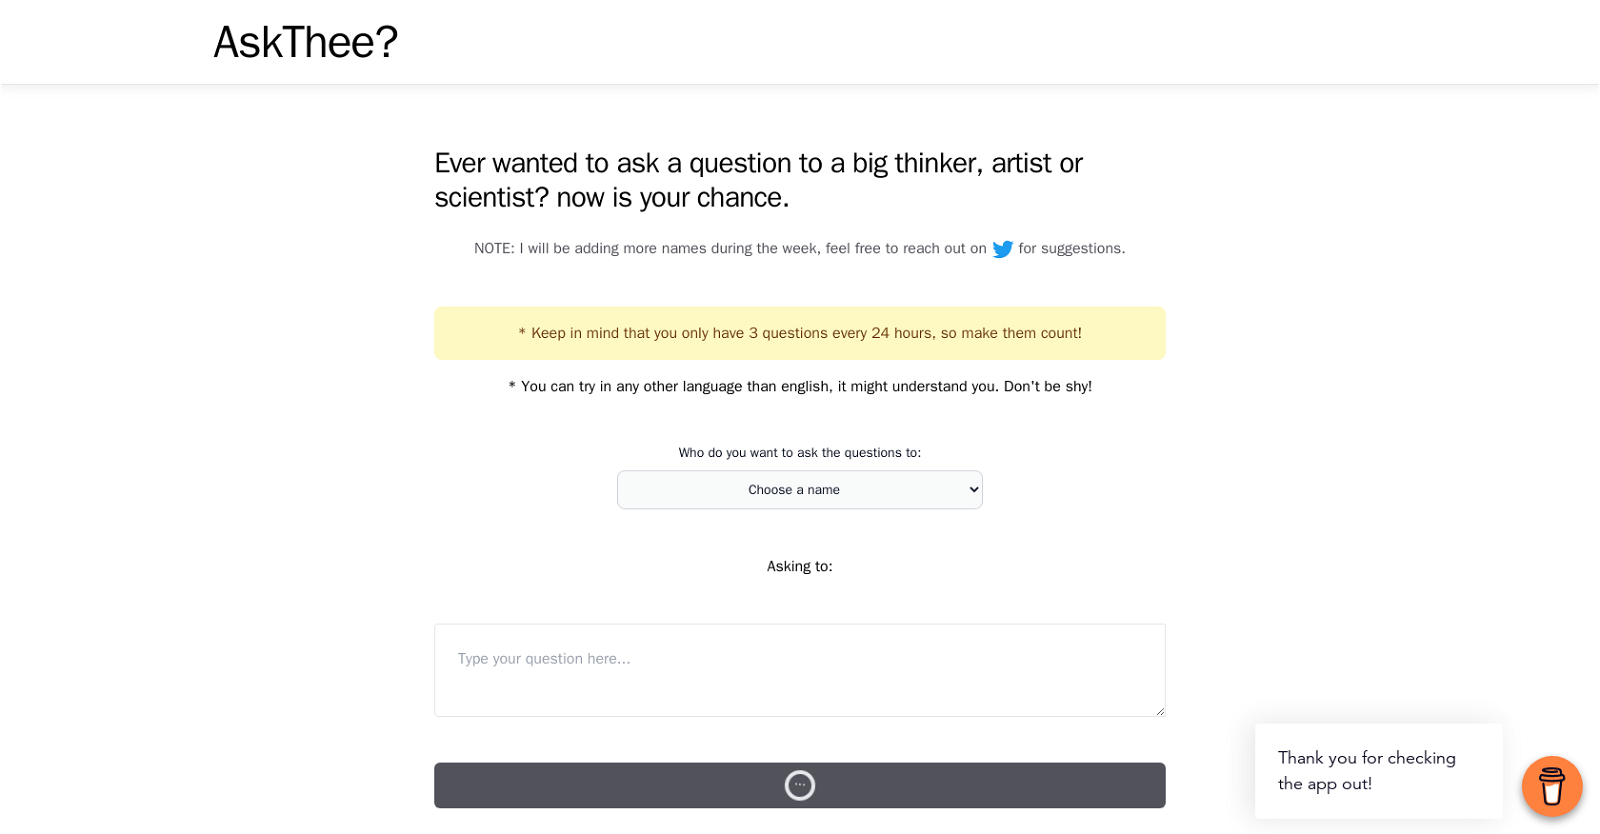 AskThee?
Ever wanted to ask a question to a big thinker, artist or
scientist? now is your chance.
NOTE: I will be adding more names during the week, feel free to reach out on for suggestions.
* Keep in mind that you only have 3 questions every 24 hours, so make them count!
* You can try in any other language than english, it might understand you. Don't be shy!
Who do you want to ask the questions to:
Choose a name
Asking to:
Type your question here...
Thank you for checking
the app out!